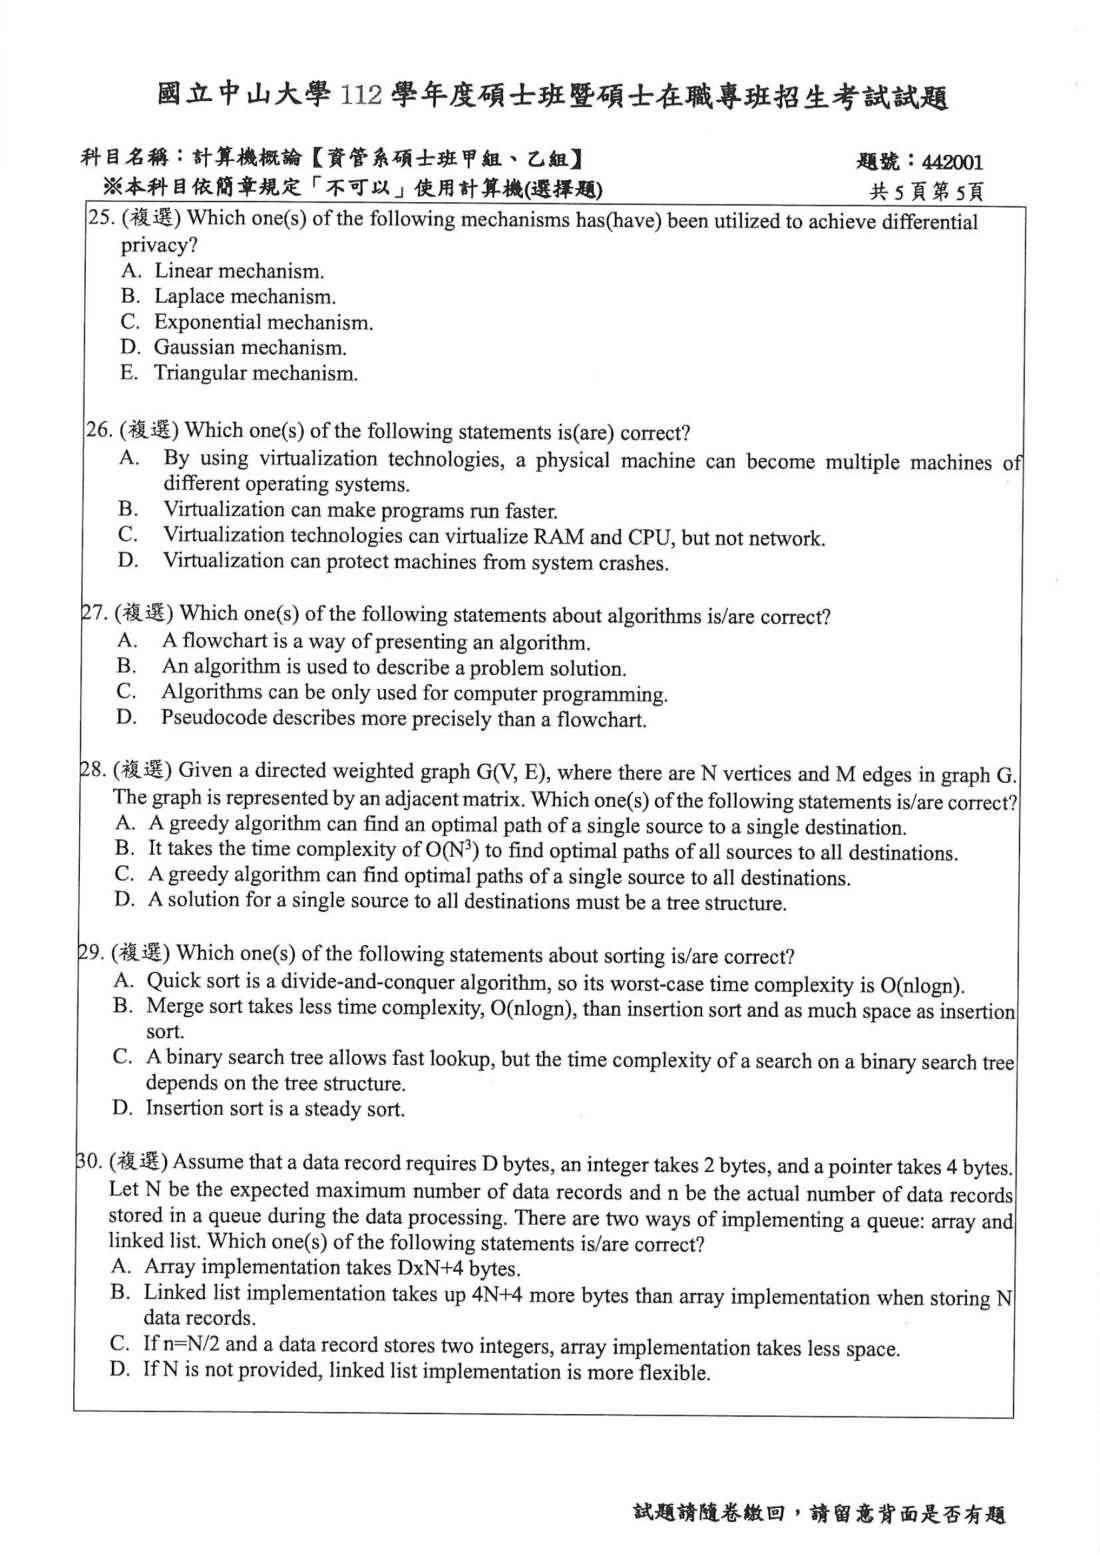 國立中山大學 112 學年度碩士班暨碩士在職專班招生考試試題
科目名稱：計算機概論【資管系碩士班甲組、乙組】
題號：442001
※本科目依簡章規定「不可以」使用計算機(選擇題)
共 5 頁第 5頁
25. (複選) Which one(s) of the following mechanisms has(have) been utilized to achieve differential
privacy?
A. Linear mechanism.
B. Laplace mechanism.
C. Exponential mechanism.
D. Gaussian mechanism.
E. Triangular mechanism.
26. (複選) Which one(s) of the following statements is(are) correct?
A. By using virtualization technologies, a physical machine can become multiple machines of
different operating systems.
B. Virtualization can make programs run faster.
C. Virtualization technologies can virtualize RAM and CPU, but not network.
D. Virtualization can protect machines from system crashes.
27. (複選) Which one(s) of the following statements about algorithms is/are correct?
A. A flowchart is a way of presenting an algorithm.
B. An algorithm is used to describe a problem solution.
C. Algorithms can be only used for computer programming.
D. Pseudocode describes more precisely than a flowchart.
28. (複選) Given a directed weighted graph G(V, E), where there are N vertices and M edges in graph G.
The graph is represented by an adjacent matrix. Which one(s) of the following statements is/are correct?
A. A greedy algorithm can find an optimal path of a single source to a single destination.
B. It takes the time complexity of O(N³) to find optimal paths of all sources to all destinations.
C. A greedy algorithm can find optimal paths of a single source to all destinations.
D. A solution for a single source to all destinations must be a tree structure.
29. (複選) Which one(s) of the following statements about sorting is/are correct?
A. Quick sort is a divide-and-conquer algorithm, so its worst-case time complexity is O(nlogn).
B. Merge sort takes less time complexity, O(nlogn), than insertion sort and as much space as insertion
sort.
C. A binary search tree allows fast lookup, but the time complexity of a search on a binary search tree
depends on the tree structure.
D. Insertion sort is a steady sort.
30. (複選) Assume that a data record requires D bytes, an integer takes 2 bytes, and a pointer takes 4 bytes.
Let N be the expected maximum number of data records and n be the actual number of data records
stored in a queue during the data processing. There are two ways of implementing a queue: array and
linked list. Which one(s) of the following statements is/are correct?
A. Array implementation takes DxN+4 bytes.
B. Linked list implementation takes up 4N+4 more bytes than array implementation when storing N
data records.
C. If n=N/2 and a data record stores two integers, array implementation takes less space.
D. If N is not provided, linked list implementation is more flexible.
試題請隨卷繳回，請留意背面是否有題